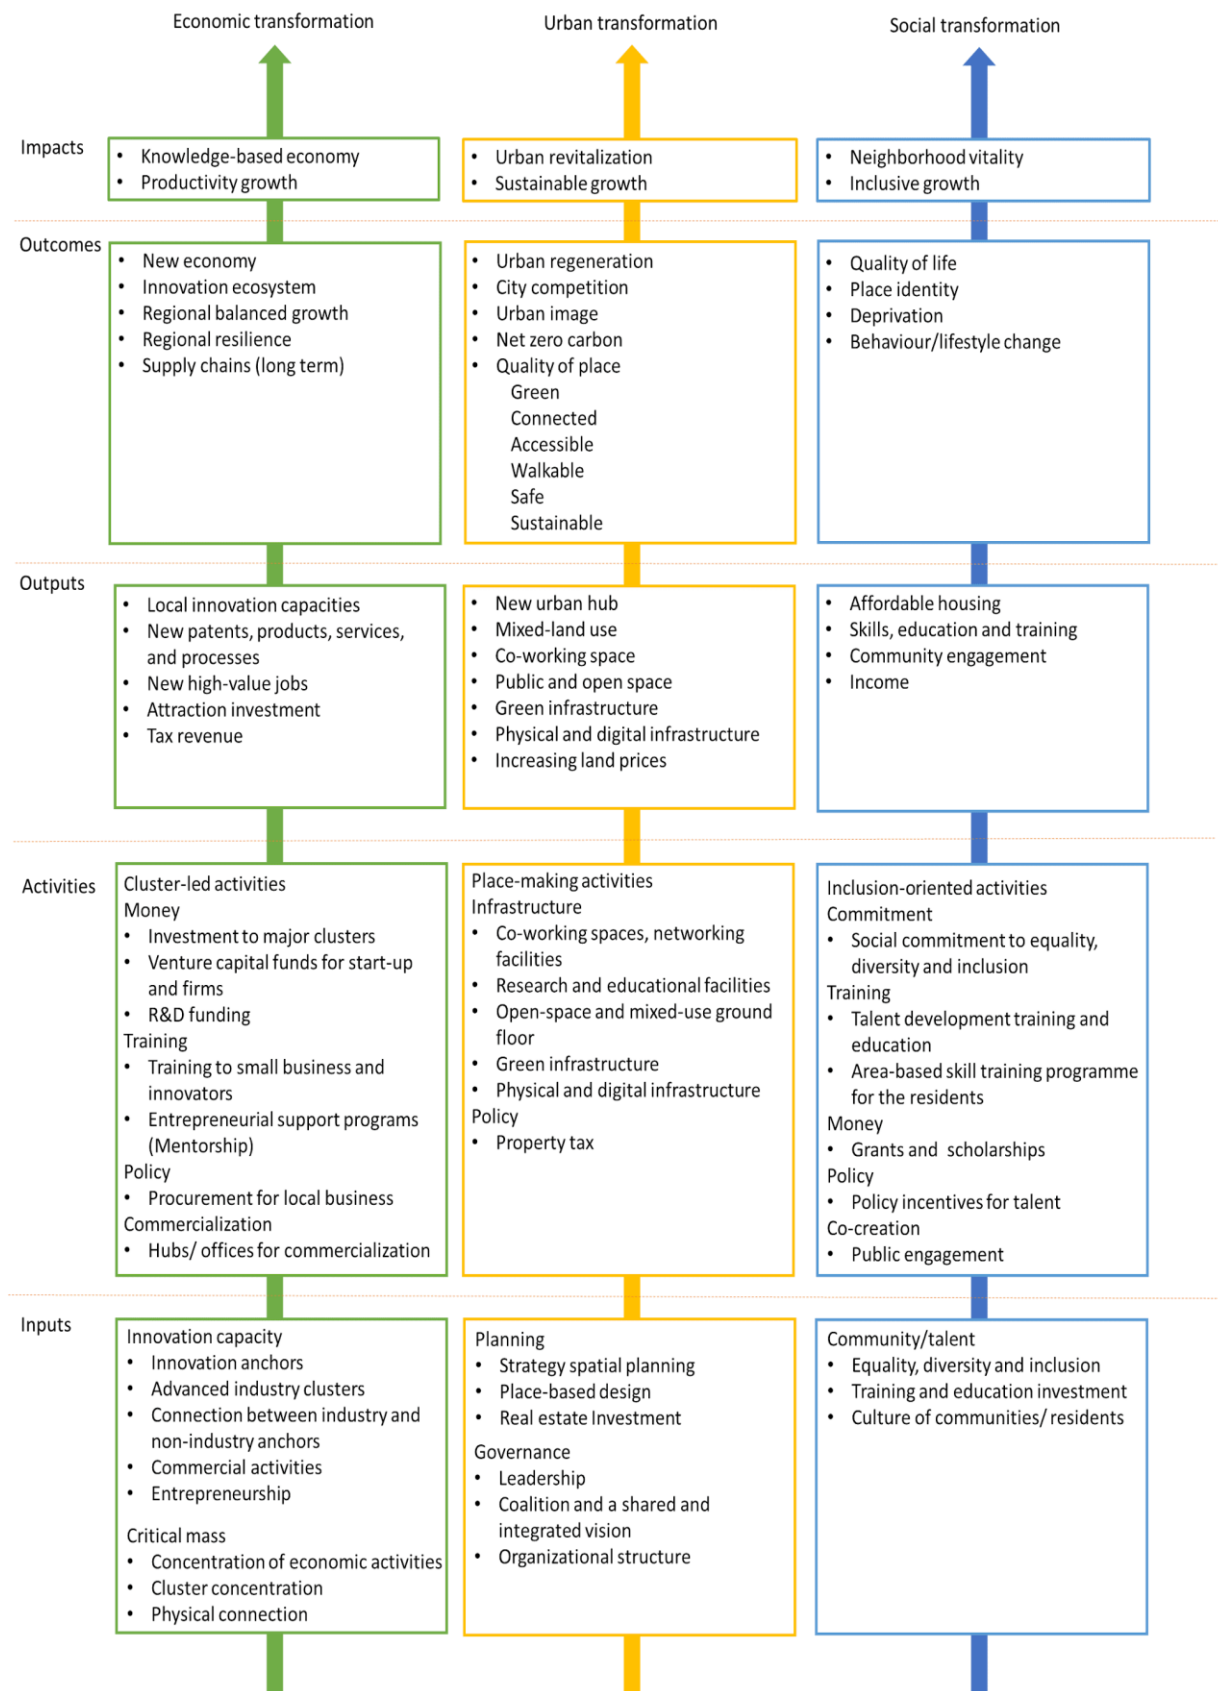 Economic transformation
Urban transformation
Social transformation
Impacts
• Knowledge-based economy
• Productivity growth
• Urban revitalization
• Sustainable growth
• Neighborhood vitality
• Inclusive growth
Outcomes
• New economy
• Innovation ecosystem
• Regional balanced growth
• Regional resilience
• Supply chains (long term)
• Urban regeneration
• City competition
• Urban image
• Net zero carbon
• Quality of place
Green
Connected
Accessible
Walkable
Safe
Sustainable
• Quality of life
• Place identity
• Deprivation
• Behaviour/lifestyle change
Outputs
• Local innovation capacities
• New patents, products, services,
and processes
• New high-value jobs
• Attraction investment
• Tax revenue
• New urban hub
• Mixed-land use
• Co-working space
• Public and open space
• Green infrastructure
• Physical and digital infrastructure
• Increasing land prices
• Affordable housing
• Skills, education and training
• Community engagement
• Income
Activities
Cluster-led activities
Money
• Investment to major clusters
• Venture capital funds for start-up
and firms
• R&D funding
Training
• Training to small business and
innovators
• Entrepreneurial support programs
(Mentorship)
Policy
• Procurement for local business
Commercialization
• Hubs/ offices for commercialization
Place-making activities
Infrastructure
• Co-working spaces, networking
facilities
• Research and educational facilities
• Open-space and mixed-use ground
floor
• Green infrastructure
• Physical and digital infrastructure
Policy
• Property tax
Inclusion-oriented activities
Commitment
• Social commitment to equality,
diversity and inclusion
Training
• Talent development training and
education
• Area-based skill training programme
for the residents
Money
• Grants and scholarships
Policy
• Policy incentives for talent
Co-creation
• Public engagement
Inputs
Innovation capacity
• Innovation anchors
• Advanced industry clusters
• Connection between industry and
non-industry anchors
• Commercial activities
• Entrepreneurship
Critical mass
• Concentration of economic activities
• Cluster concentration
• Physical connection
Planning
• Strategy spatial planning
• Place-based design
• Real estate Investment
Governance
• Leadership
• Coalition and a shared and
integrated vision
• Organizational structure
Community/talent
• Equality, diversity and inclusion
• Training and education investment
• Culture of communities/ residents